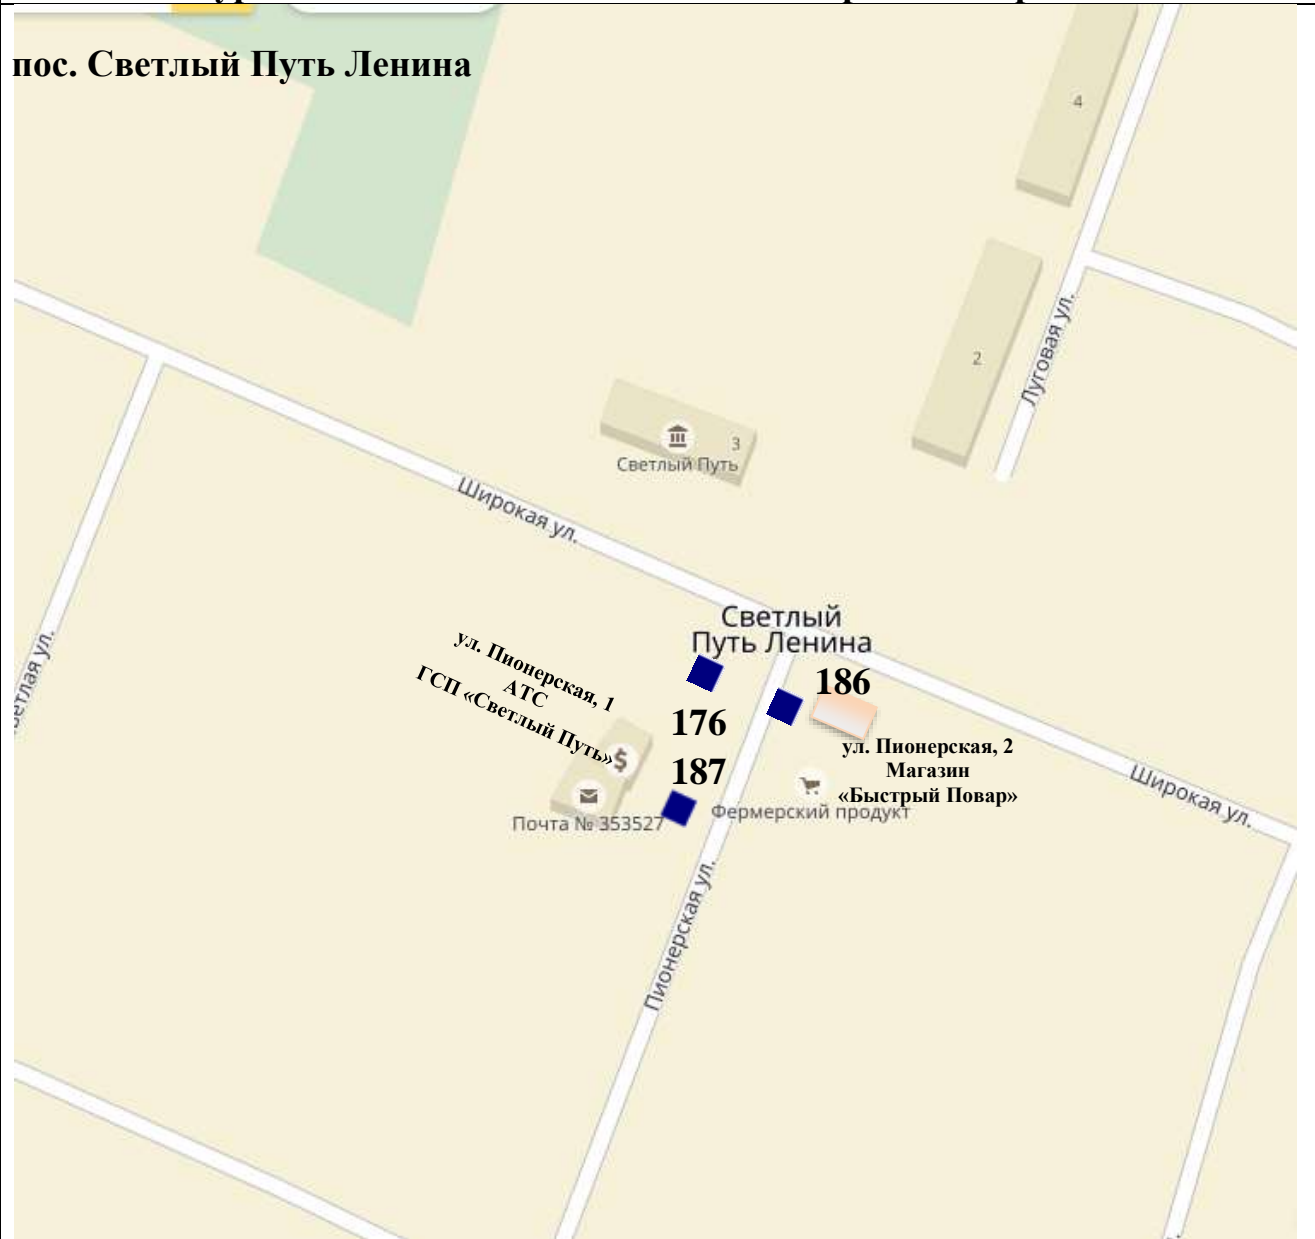 пос. Светлый Путь Ленина
4
2
Луговая ул.
3
Светлый Путь
Широкая ул.
Светлый
Путь Ленина
ул. Пионерская, 1
АТС
ГСП «Светлый Путь»
176
186
187
ул. Пионерская, 2
Магазин
«Быстрый Повар»
Фермерский продукт
Почта № 353527
Широкая ул.
Пионерская ул.